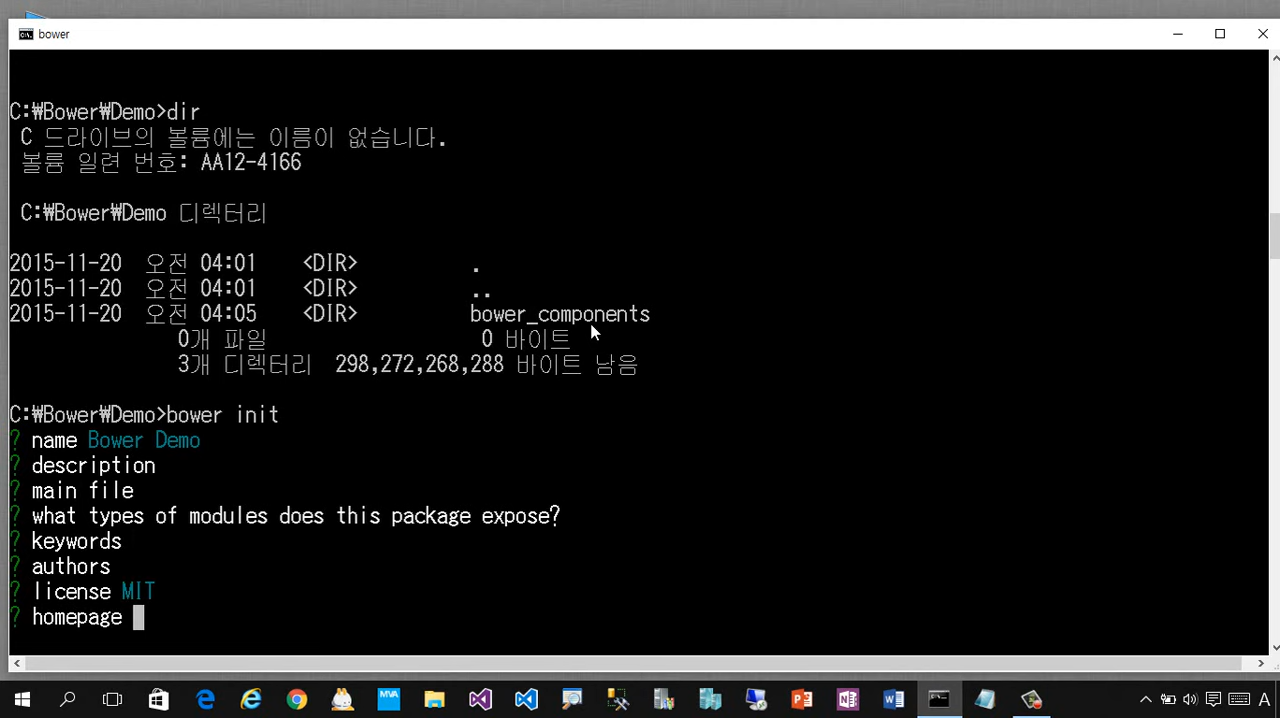 bower
C:₩Bower₩Demo>dir
C 드라이브의 볼륨에는 이름이 없습니다.
볼륨 일련 번호: AA12-4166
C:₩Bower₩Demo 디렉터리
2015-11-20 오전 04:01 <DIR> .
2015-11-20 오전 04:01 <DIR> ..
2015-11-20 오전 04:05 <DIR> bower_components
0개 파일 0 바이트
3개 디렉터리 298,272,268,288 바이트 남음
C:₩Bower₩Demo>bower init
? name Bower Demo
? description
? main file
? what types of modules does this package expose?
? keywords
? authors
? license MIT
? homepage
MVA
A